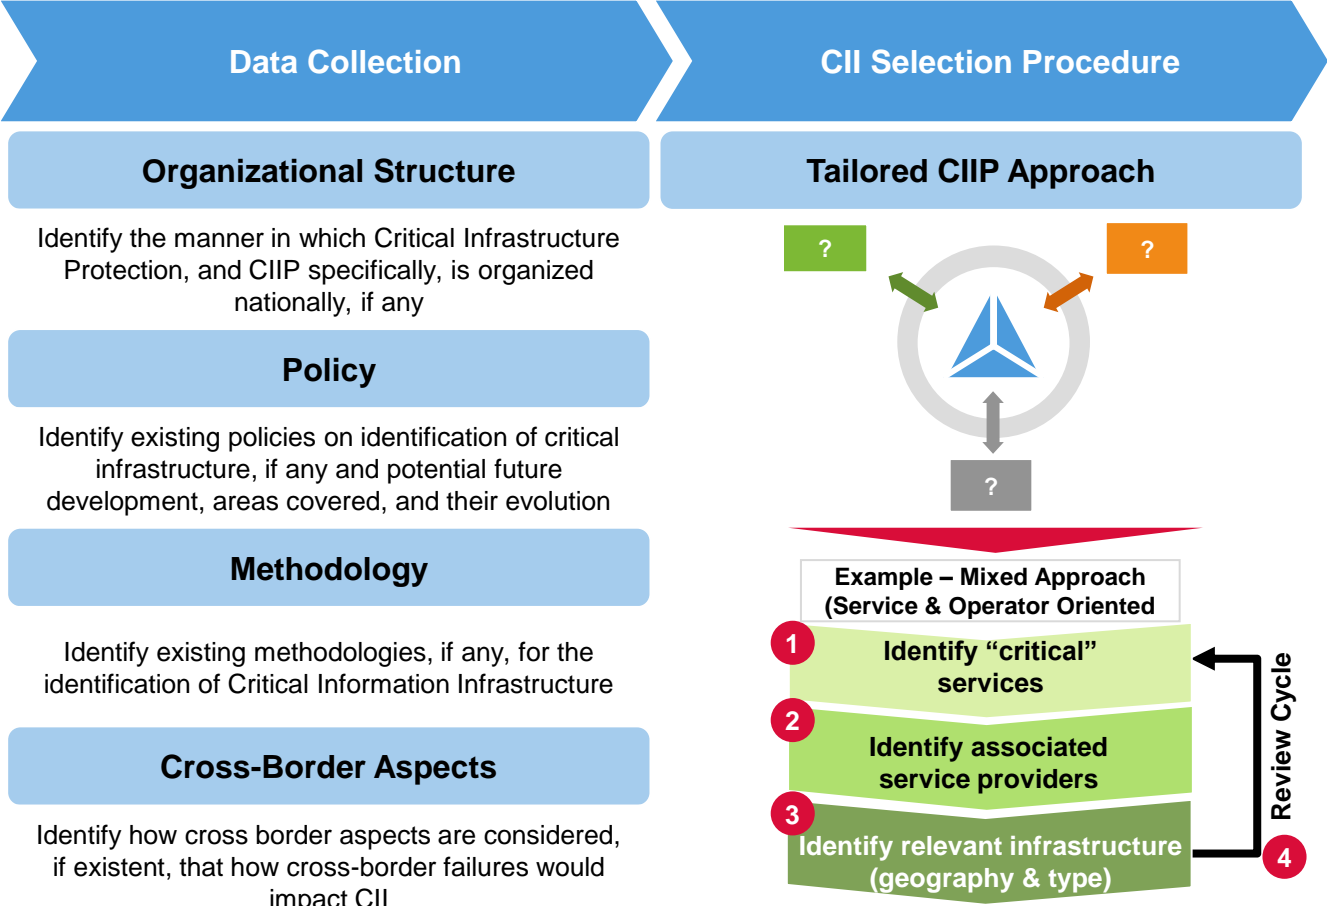 Data Collection
CII Selection Procedure
Organizational Structure
Identify the manner in which Critical Infrastructure
Protection, and CIIP specifically, is organized
nationally, if any
Policy
Identify existing policies on identification of critical
infrastructure, if any and potential future
development, areas covered, and their evolution
Methodology
Identify existing methodologies, if any, for the
identification of Critical Information Infrastructure
Cross-Border Aspects
Identify how cross border aspects are considered,
if existent, that how cross-border failures would
impact CII
Tailored CIIP Approach
?
?
?
Example – Mixed Approach
(Service & Operator Oriented
1
Identify “critical”
services
2
Identify associated
service providers
3
Identify relevant infrastructure
(geography & type)
Review Cycle
4